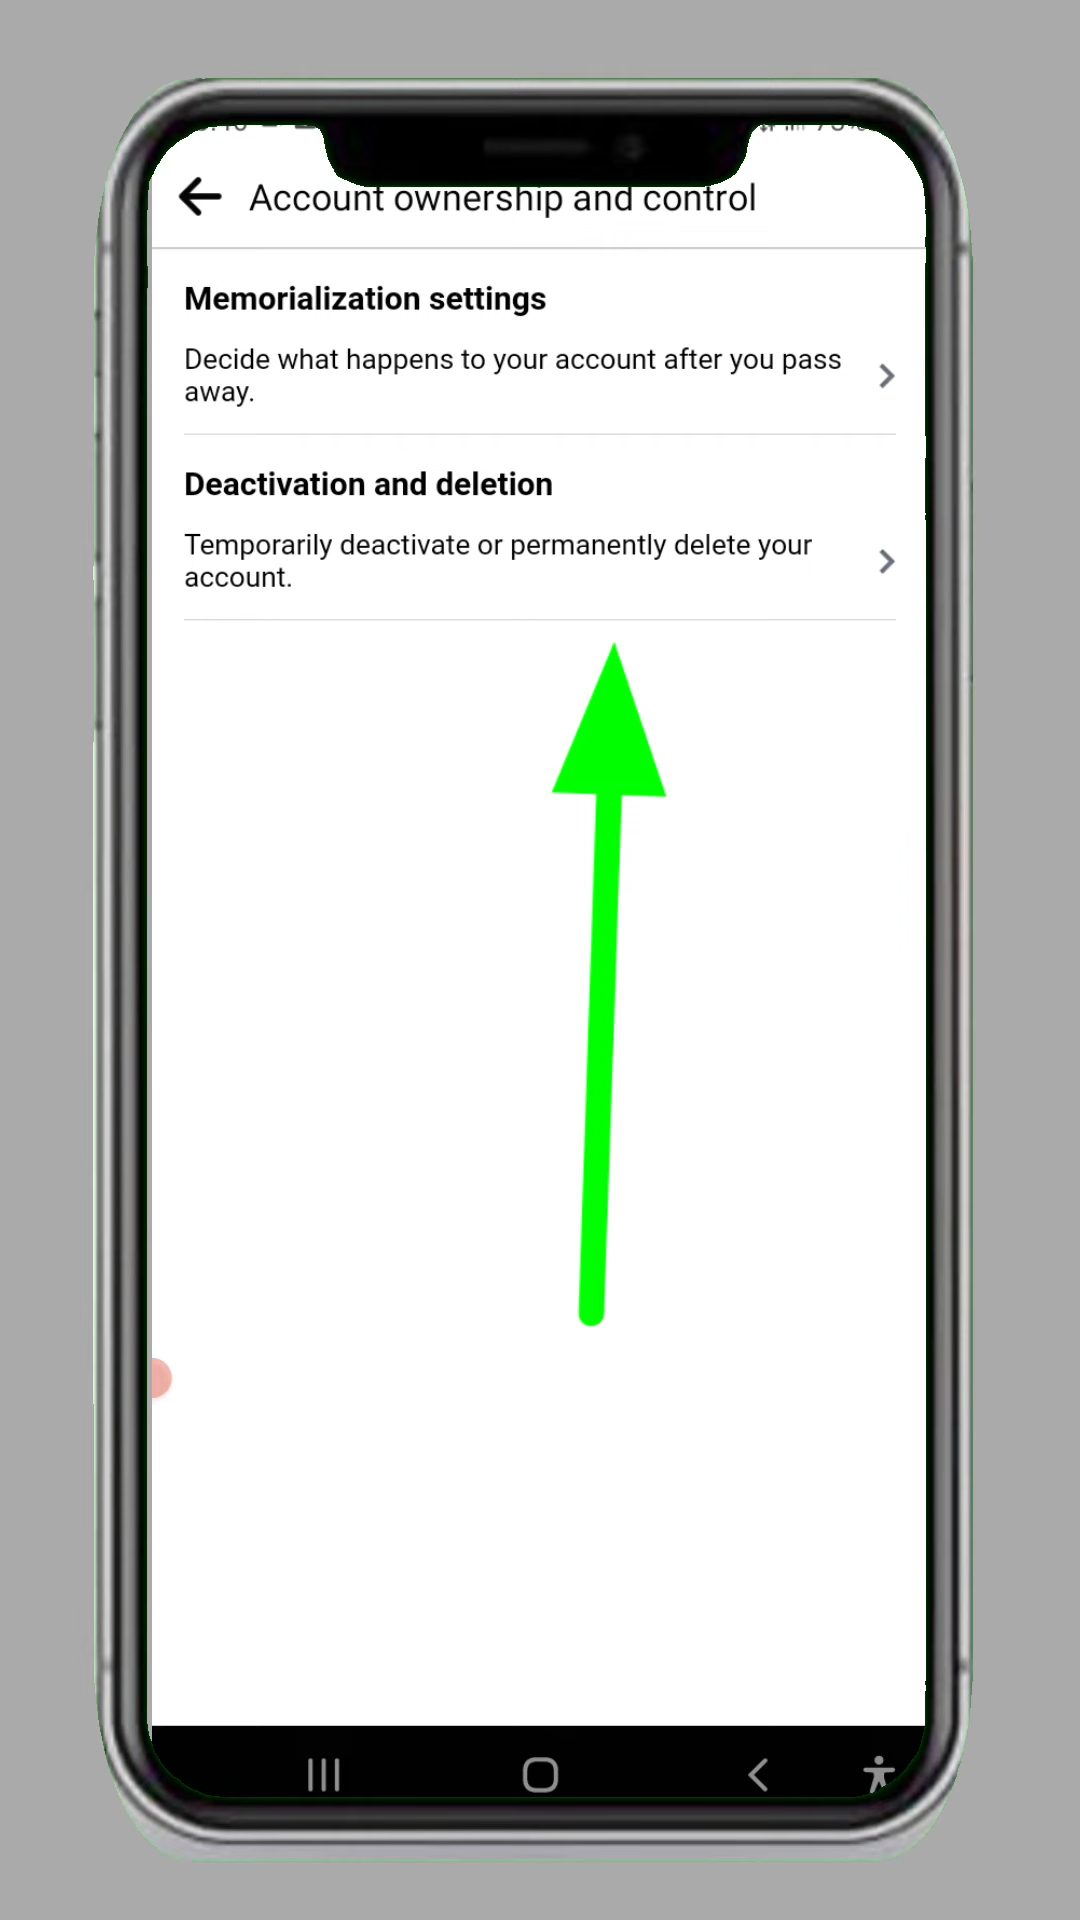 Account ownership and control
Memorialization settings
Decide what happens to your account after you pass
away.
Deactivation and deletion
Temporarily deactivate or permanently delete your
account.